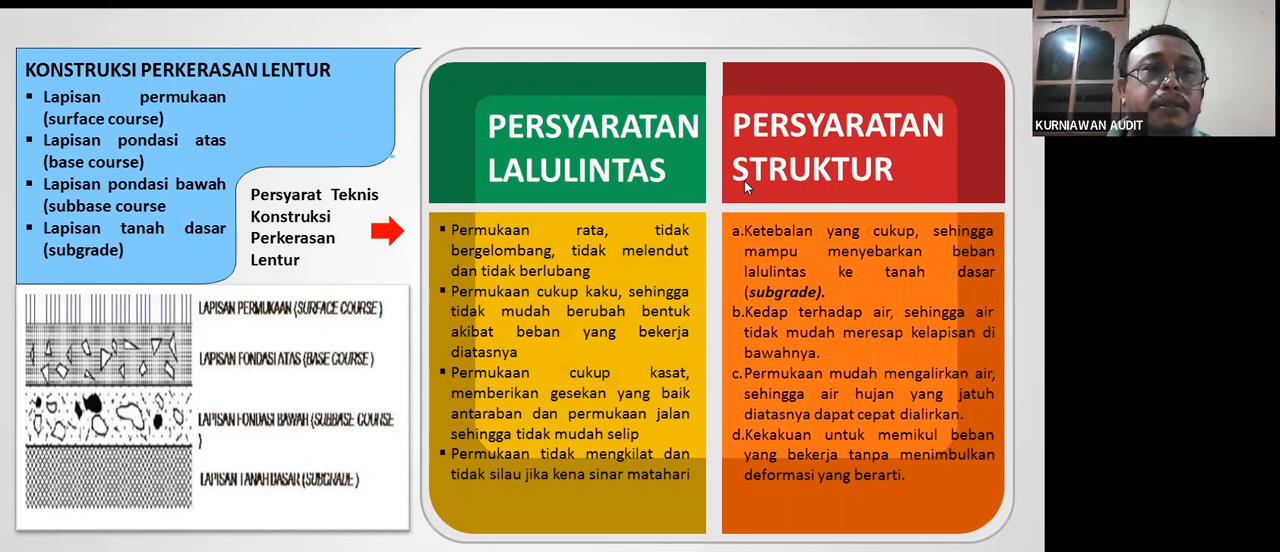 KONSTRUKSI PERKERASAN LENTUR
▪ Lapisan permukaan
(surface course)
▪ Lapisan pondasi atas
(base course)
▪ Lapisan pondasi bawah
(subbase course
▪ Lapisan tanah dasar
(subgrade)
Persyarat Teknis
Konstruksi
Perkerasan
Lentur
LAPISAN PERMUKAAN (SURFACE COURSE)
LAPISAN FONDASI ATAS (BASE COURSE)
LAPISAN FONDASI BAWAH (SUBBASE COURSE
)
LAPISAN TANAH DASAR (SUBGRADE)
PERSYARATAN
LALULINTAS
▪ Permukaan rata, tidak
bergelombang, tidak melendut
dan tidak berlubang
▪ Permukaan cukup kaku, sehingga
tidak mudah berubah bentuk
akibat beban yang bekerja
diatasnya
▪ Permukaan cukup kasat,
memberikan gesekan yang baik
antaraban dan permukaan jalan
sehingga tidak mudah selip
▪ Permukaan tidak mengkilat dan
tidak silau jika kena sinar matahari
PERSYARATAN
STRUKTUR
a.Ketebalan yang cukup, sehingga
mampu menyebarkan beban
lalulintas ke tanah dasar
(subgrade).
b.Kedap terhadap air, sehingga air
tidak mudah meresap kelapisan di
bawahnya.
c.Permukaan mudah mengalirkan air,
sehingga air hujan yang jatuh
diatasnya dapat cepat dialirkan.
d.Kekakuan untuk memikul beban
yang bekerja tanpa menimbulkan
deformasi yang berarti.
KURNIAWAN AUDIT